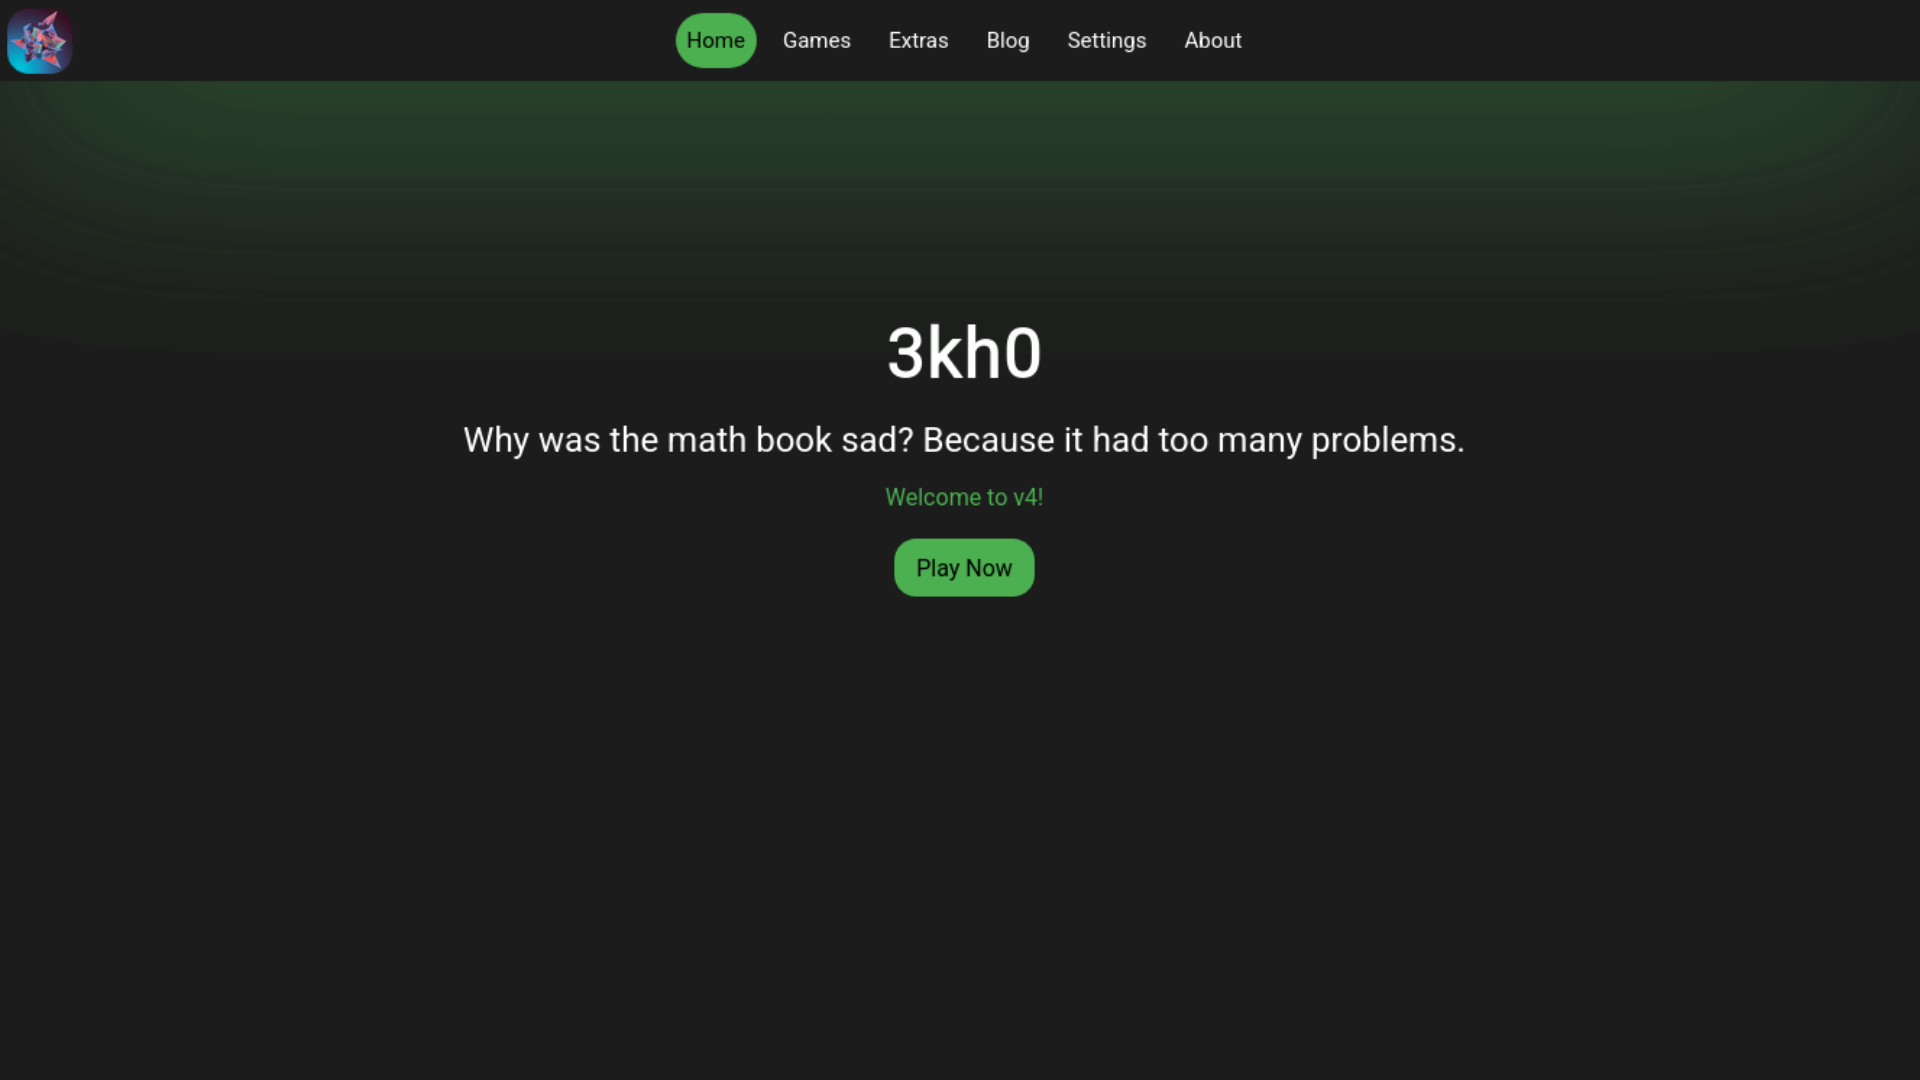 Home Games Extras Blog Settings About
3kh0
Why was the math book sad? Because it had too many problems.
Welcome to v4!
Play Now